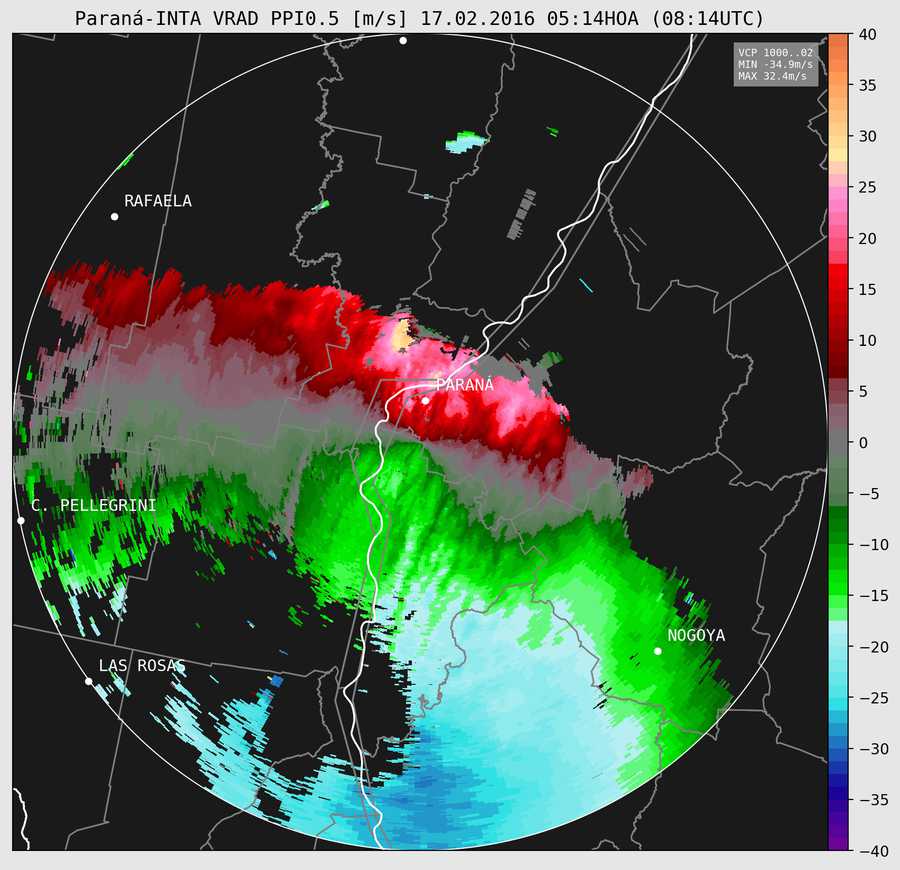 Paraná-INTA VRAD PPI0.5 [m/s] 17.02.2016 05:14HOA (08:14UTC)
VCP 1000..02
MIN -34.9m/s
MAX 32.4m/s
40
35
30
25
20
15
10
5
0
−5
−10
−15
−20
−25
−30
−35
−40
RAFAELA
PARANÁ
C. PELLEGRINI
NOGOYA
LAS ROSAS